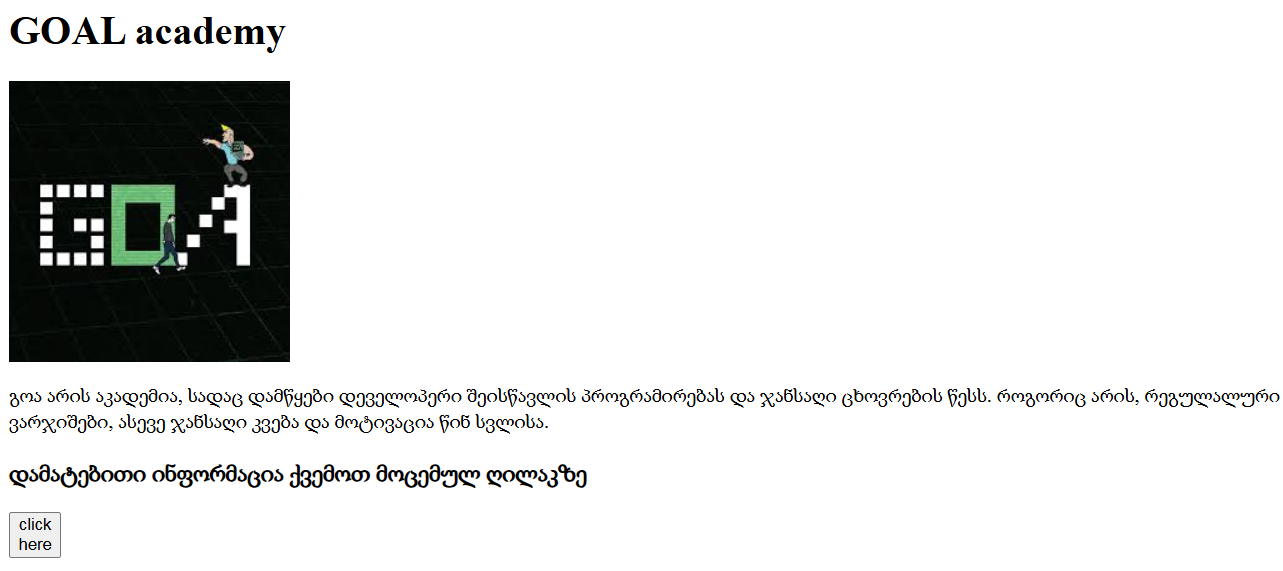 GOAL academy
GOA
გოა არის აკადემია, სადაც დამწყები დეველოპერი შეისწავლის პროგრამირებას და ჯანსაღი ცხოვრების წესს. როგორიც არის, რეგულალური
ვარჯიშები, ასევე ჯანსაღი კვება და მოტივაცია წინ სვლისა.
დამატებითი ინფორმაცია ქვემოთ მოცემულ ღილაკზე
click
here